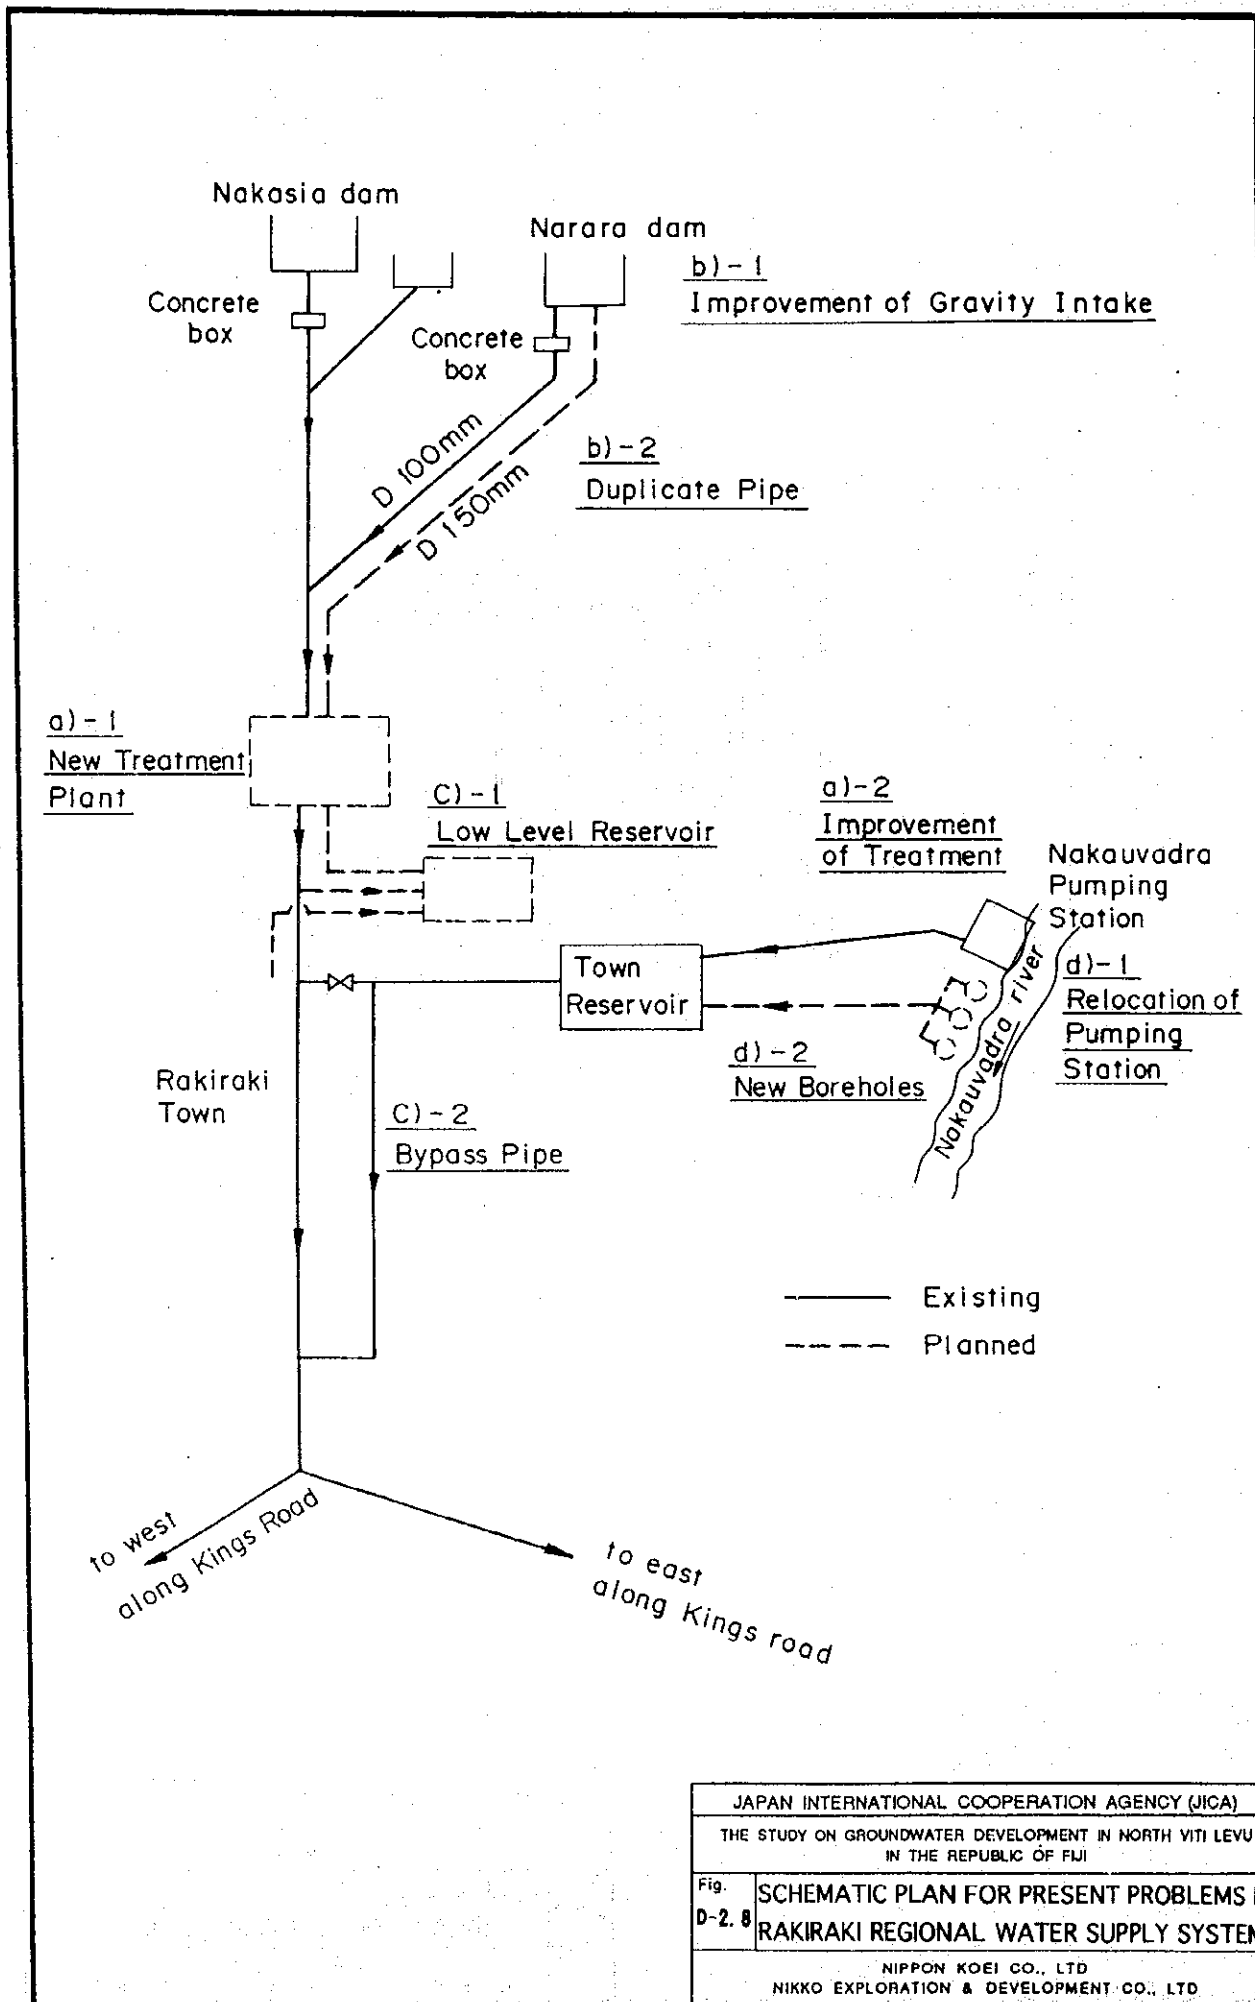 Nakasia dam
Narara dam
b)-1
Improvement of Gravity Intake
Concrete
box
Concrete
box
D 100mm
D 150mm
b)-2
Duplicate Pipe
a)-1
New Treatment
Plant
C)-1
Low Level Reservoir
a)-2
Improvement
of Treatment
Nakauvadra
Pumping
Station
Town
Reservoir
d)-1
Relocation of
Pumping
Station
Nakauvadra river
d)-2
New Boreholes
Rakiraki
Town
C)-2
Bypass Pipe
Existing
Planned
to west
along Kings Road
to east
along Kings road
JAPAN INTERNATIONAL COOPERATION AGENCY (JICA)
THE STUDY ON GROUNDWATER DEVELOPMENT IN NORTH VITI LEVU
IN THE REPUBLIC OF FIJI
Fig.
D-2.8
SCHEMATIC PLAN FOR PRESENT PROBLEMS
RAKIRAKI REGIONAL WATER SUPPLY SYSTEM
NIPPON KOEI CO., LTD
NIKKO EXPLORATION & DEVELOPMENT CO., LTD